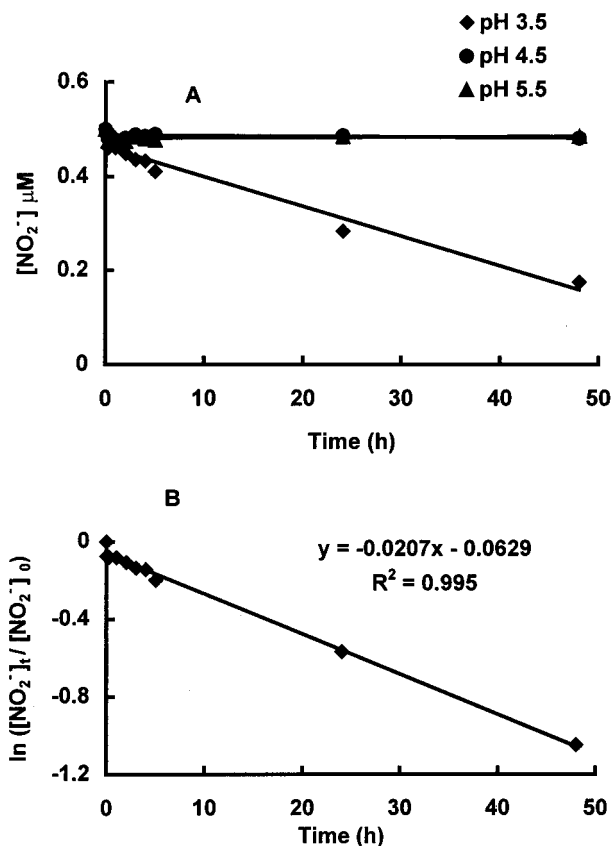 ◆ pH 3.5
● pH 4.5
▲ pH 5.5
A
0.6
0.4
0.2
0
[NO₂⁻] µM
0 10 20 30 40 50
Time (h)
B
y = -0.0207x - 0.0629
R² = 0.995
0
-0.4
-0.8
-1.2
ln ([NO₂⁻]t / [NO₂⁻]0)
0 10 20 30 40 50
Time (h)